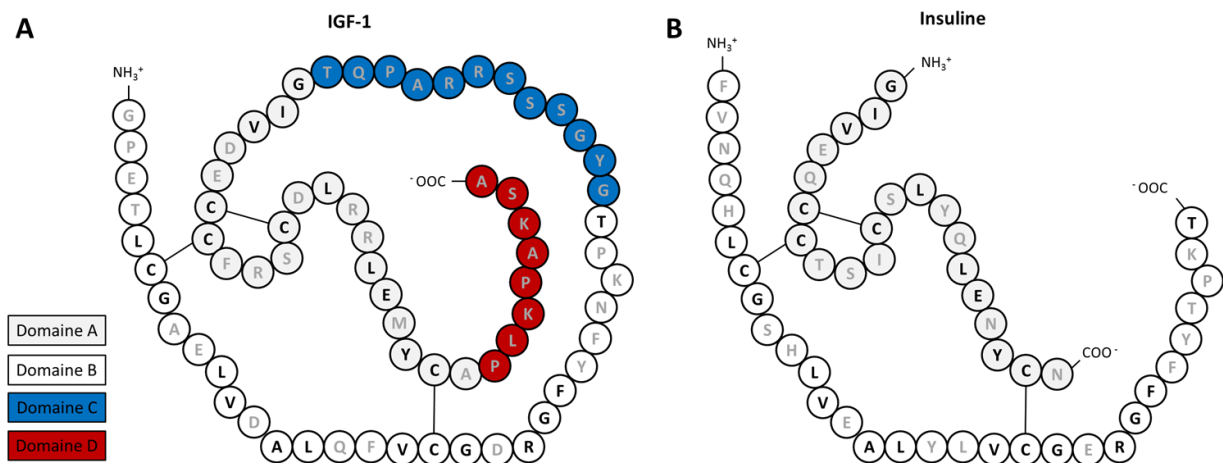 A
IGF-1
NH₃⁺
G P E T L C G A E L V D A L Q F V C G D R G F Y F N K P T
G Y G S S S R R A P Q T
G I V D E C C F R S C D L R R L E M Y C A
P L K P A K S A
⁻OOC
Domaine A
Domaine B
Domaine C
Domaine D
B
Insuline
NH₃⁺
F V N Q H L C G S H L V E A L Y L V C G E R G F F Y T P K T
⁻OOC
NH₃⁺
G I V E Q C C T S I C S L Y Q L E N Y C N
COO⁻